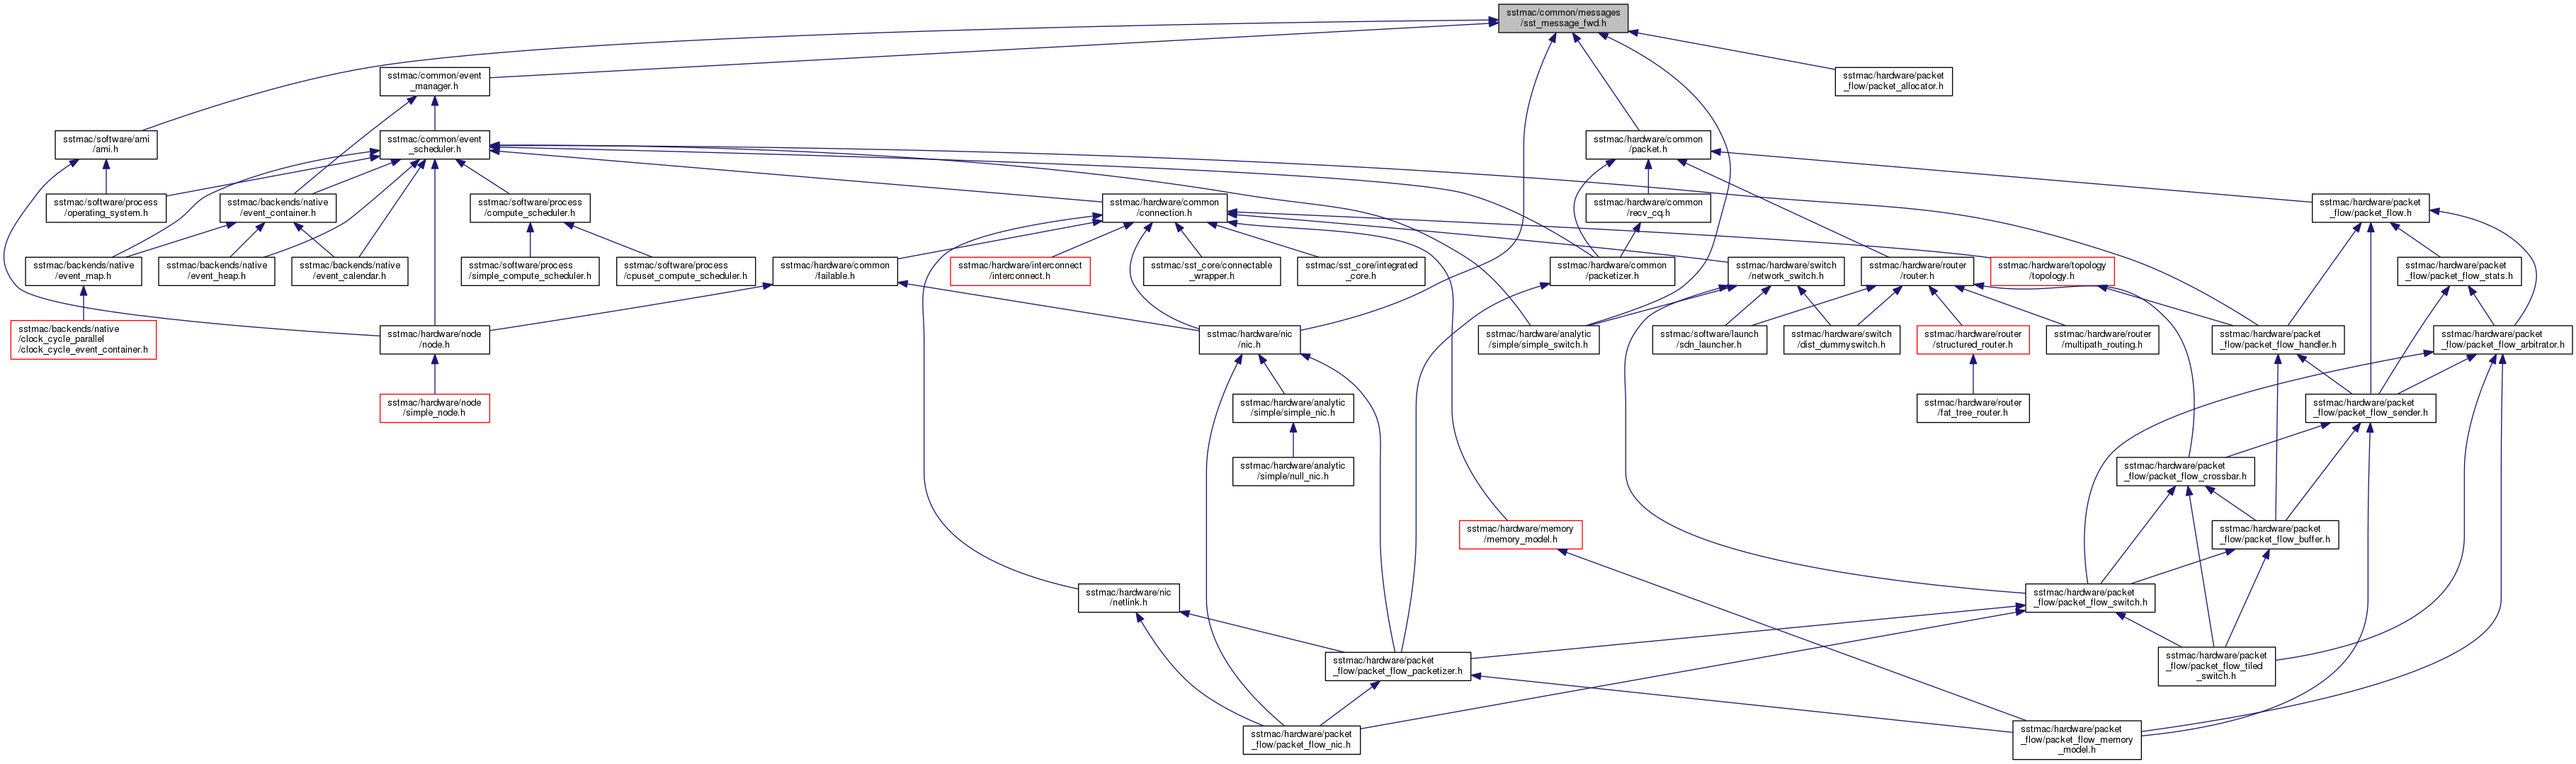 sstmac/common/messages
/sst_message_fwd.h
sstmac/common/event
_manager.h
sstmac/hardware/packet
_flow/packet_allocator.h
sstmac/software/ami
/ami.h
sstmac/common/event
_scheduler.h
sstmac/hardware/common
/packet.h
sstmac/software/process
/operating_system.h
sstmac/backends/native
/event_container.h
sstmac/software/process
/compute_scheduler.h
sstmac/hardware/common
/connection.h
sstmac/hardware/common
/recv_cq.h
sstmac/hardware/packet
_flow/packet_flow.h
sstmac/backends/native
/event_map.h
sstmac/backends/native
/event_heap.h
sstmac/backends/native
/event_calendar.h
sstmac/software/process
/simple_compute_scheduler.h
sstmac/software/process
/cpuset_compute_scheduler.h
sstmac/hardware/common
/failable.h
sstmac/hardware/interconnect
/interconnect.h
sstmac/sst_core/connectable
_wrapper.h
sstmac/sst_core/integrated
_core.h
sstmac/hardware/common
/packetizer.h
sstmac/hardware/switch
/network_switch.h
sstmac/hardware/router
/router.h
sstmac/hardware/topology
/topology.h
sstmac/hardware/packet
_flow/packet_flow_stats.h
sstmac/backends/native
/clock_cycle_parallel
/clock_cycle_event_container.h
sstmac/hardware/node
/node.h
sstmac/hardware/nic
/nic.h
sstmac/hardware/analytic
/simple/simple_switch.h
sstmac/software/launch
/sdn_launcher.h
sstmac/hardware/switch
/dist_dummyswitch.h
sstmac/hardware/router
/structured_router.h
sstmac/hardware/router
/multipath_routing.h
sstmac/hardware/packet
_flow/packet_flow_handler.h
sstmac/hardware/packet
_flow/packet_flow_arbitrator.h
sstmac/hardware/node
/simple_node.h
sstmac/hardware/analytic
/simple/simple_nic.h
sstmac/hardware/router
/fat_tree_router.h
sstmac/hardware/packet
_flow/packet_flow_sender.h
sstmac/hardware/analytic
/simple/null_nic.h
sstmac/hardware/packet
_flow/packet_flow_crossbar.h
sstmac/hardware/memory
/memory_model.h
sstmac/hardware/packet
_flow/packet_flow_buffer.h
sstmac/hardware/nic
/netlink.h
sstmac/hardware/packet
_flow/packet_flow_switch.h
sstmac/hardware/packet
_flow/packet_flow_packetizer.h
sstmac/hardware/packet
_flow/packet_flow_tiled
_switch.h
sstmac/hardware/packet
_flow/packet_flow_nic.h
sstmac/hardware/packet
_flow/packet_flow_memory
_model.h